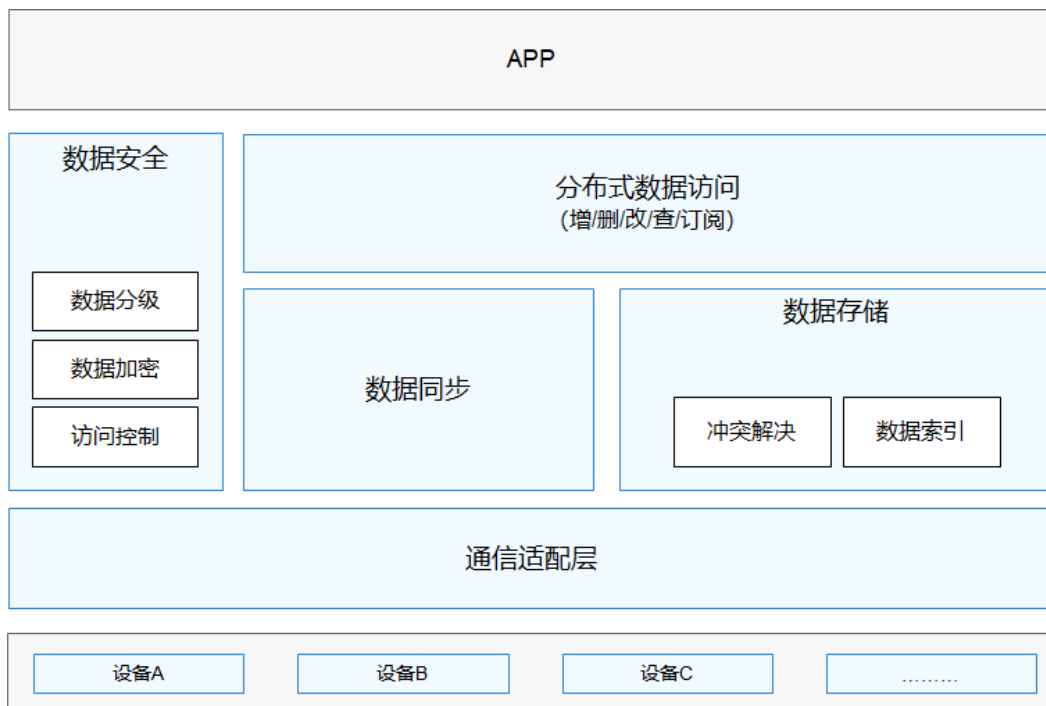 APP
数据安全
数据分级
数据加密
访问控制
分布式数据访问
(增/删/改/查/订阅)
数据同步
数据存储
冲突解决
数据索引
通信适配层
设备A
设备B
设备C
………